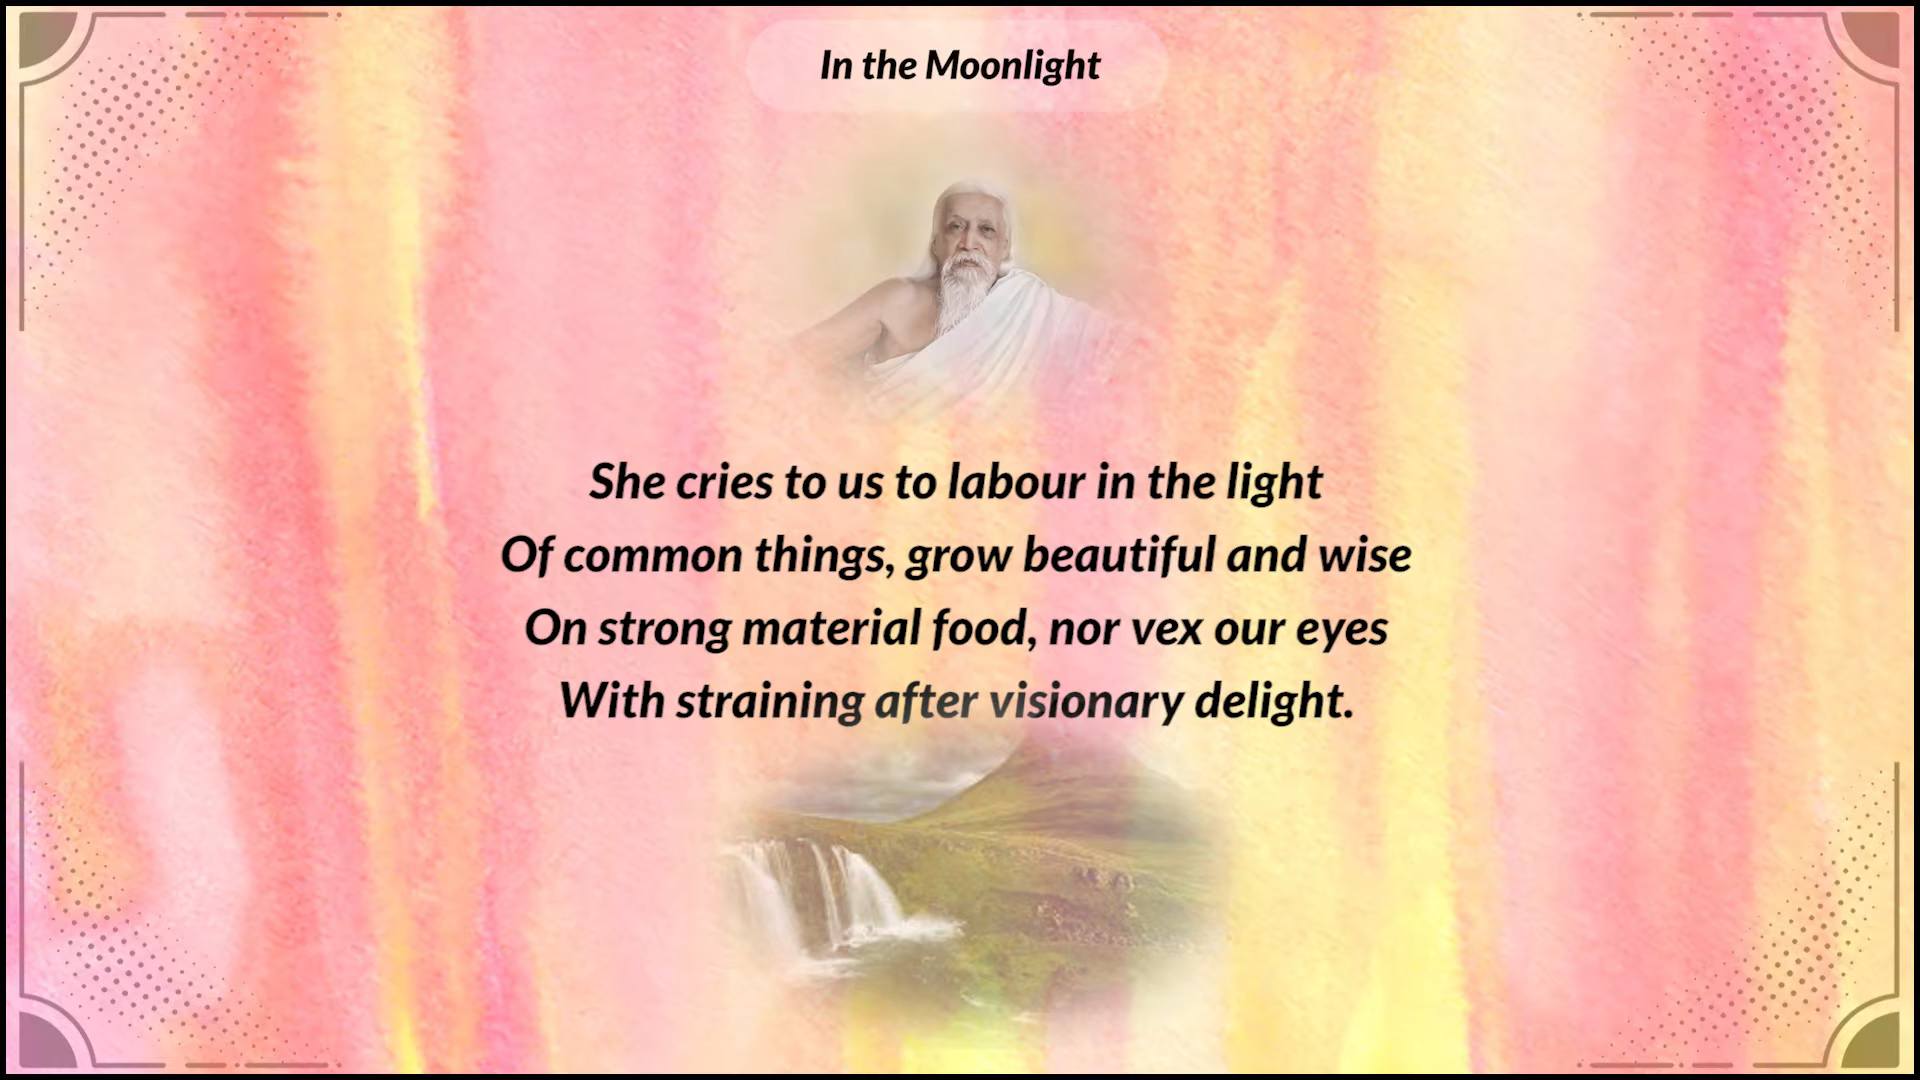 In the Moonlight
She cries to us to labour in the light
Of common things, grow beautiful and wise
On strong material food, nor vex our eyes
With straining after visionary delight.